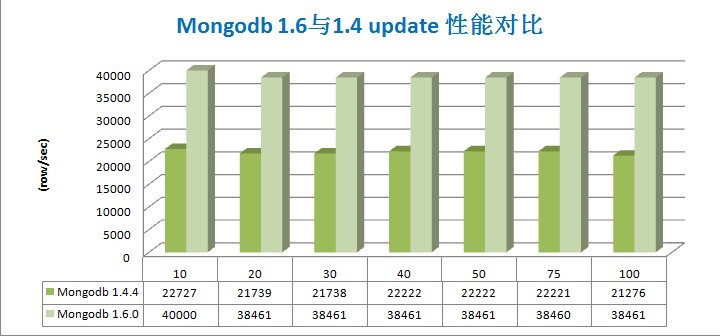 Mongodb 1.6与1.4 update 性能对比
(row/sec)
40000
35000
30000
25000
20000
15000
10000
5000
0
10 20 30 40 50 75 100
Mongodb 1.4.4 22727 21739 21738 22222 22222 22221 21276
Mongodb 1.6.0 40000 38461 38461 38461 38461 38460 38461